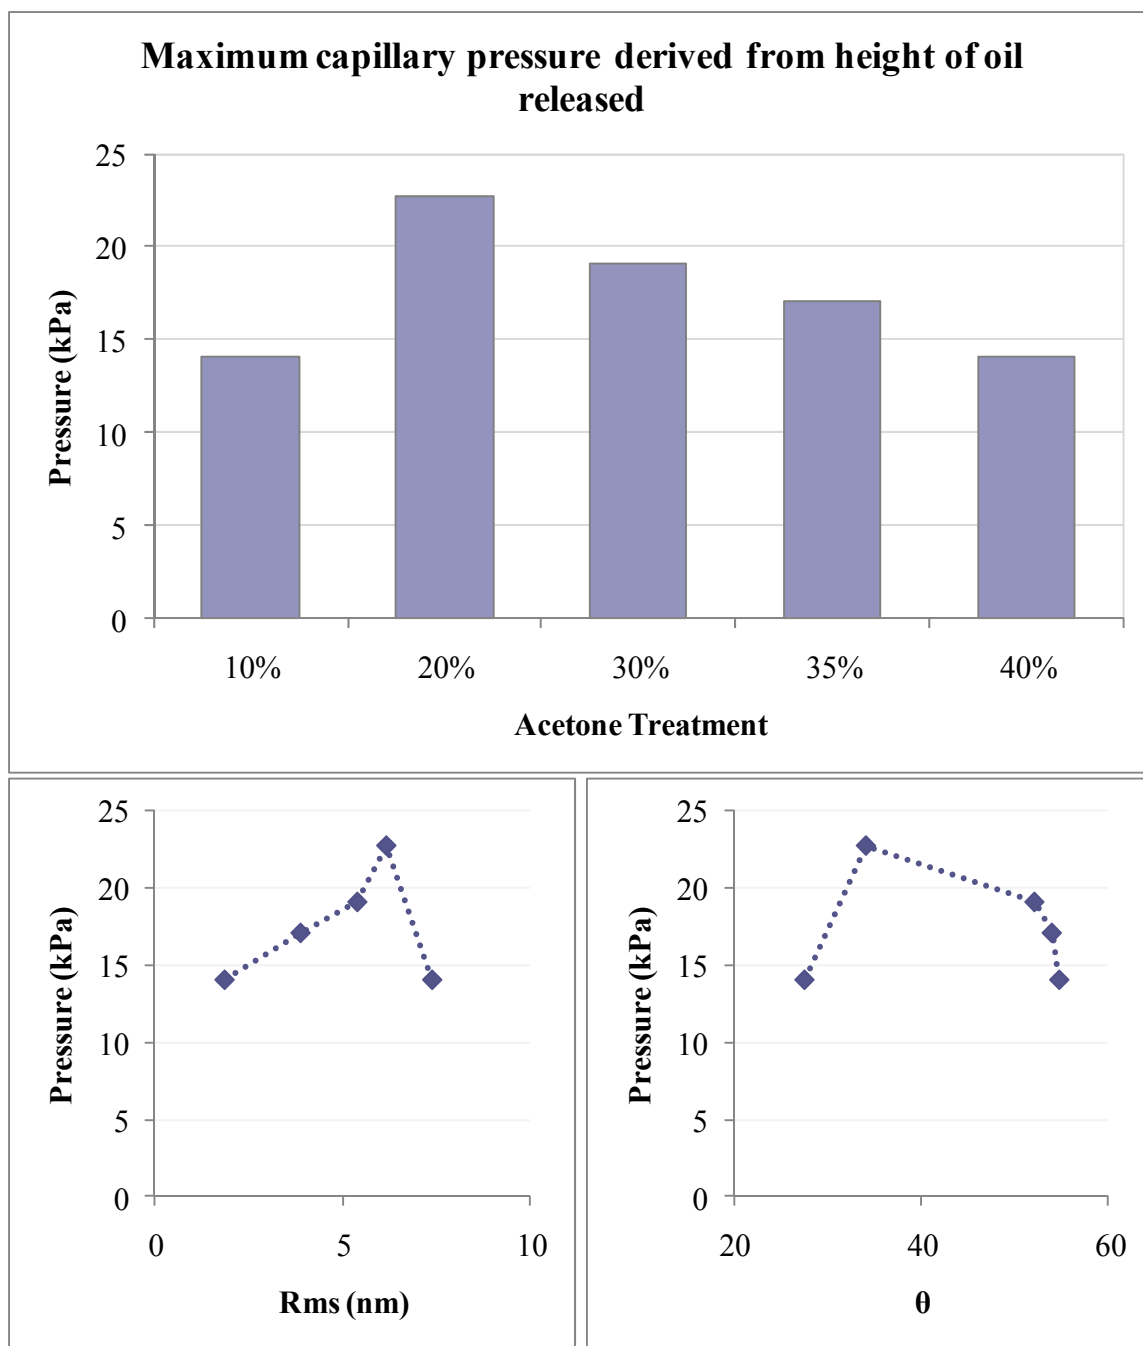 Maximum capillary pressure derived from height of oil
released
25
20
15
10
5
0
Pressure (kPa)
10% 20% 30% 35% 40%
Acetone Treatment
25
20
15
10
5
0
Pressure (kPa)
0 5 10
Rms (nm)
25
20
15
10
5
0
Pressure (kPa)
20 40 60
θ